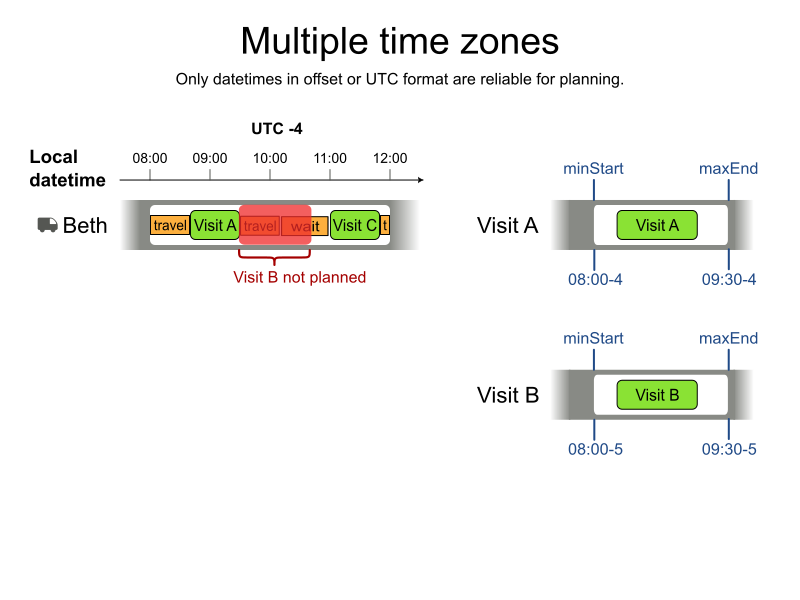 Multiple time zones
Only datetimes in offset or UTC format are reliable for planning.
UTC -4
Local
datetime
08:00 09:00 10:00 11:00 12:00
Beth
travel Visit A travel wait Visit C t
Visit B not planned
minStart maxEnd
Visit A
Visit A
08:00-4 09:30-4
minStart maxEnd
Visit B
Visit B
08:00-5 09:30-5